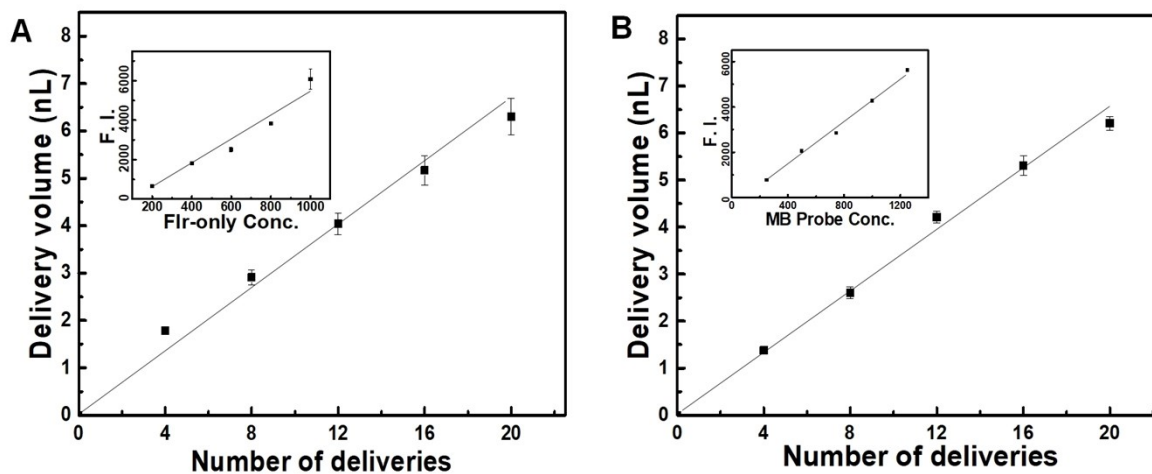 A
Delivery volume (nL)
8
7
6
5
4
3
2
1
0
0 4 8 12 16 20
Number of deliveries
F. I.
6000
4000
2000
0
200 400 600 800 1000
Flr-only Conc.
B
Delivery volume (nL)
8
7
6
5
4
3
2
1
0
0 4 8 12 16 20
Number of deliveries
F. I.
6000
4000
2000
0
0 400 800 1200
MB Probe Conc.